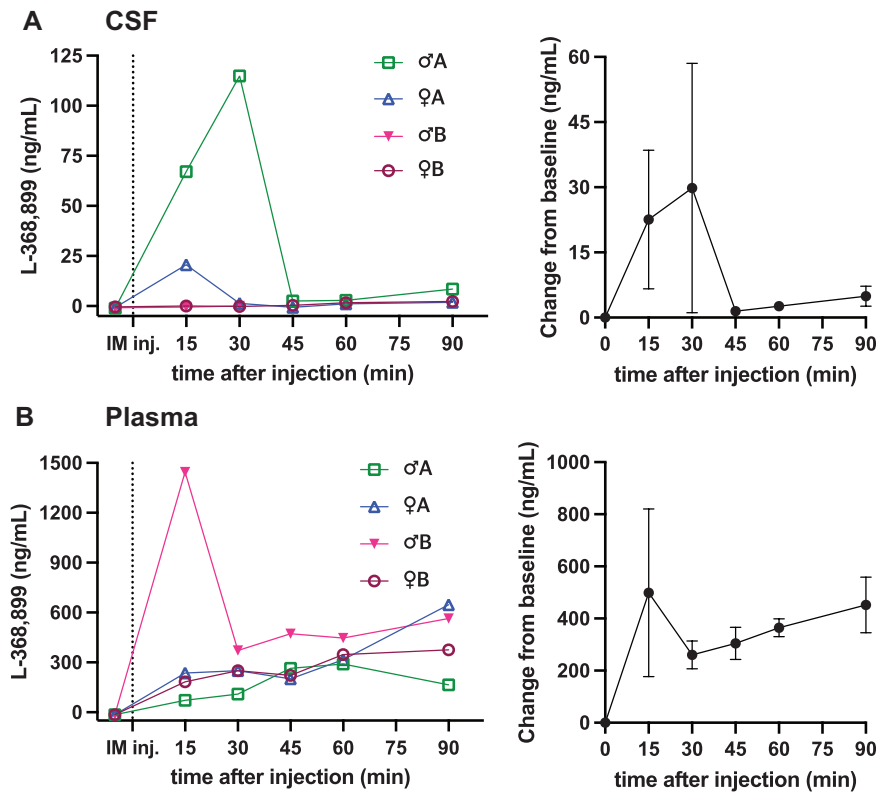 A CSF
L-368,899 (ng/mL)
125
100
75
50
25
0
IM inj. 15 30 45 60 75 90
time after injection (min)
♂A
♀A
♂B
♀B
Change from baseline (ng/mL)
60
45
30
15
0
0 15 30 45 60 75 90
time after injection (min)
B Plasma
L-368,899 (ng/mL)
1500
1200
900
600
300
0
IM inj. 15 30 45 60 75 90
time after injection (min)
♂A
♀A
♂B
♀B
Change from baseline (ng/mL)
1000
800
600
400
200
0
0 15 30 45 60 75 90
time after injection (min)